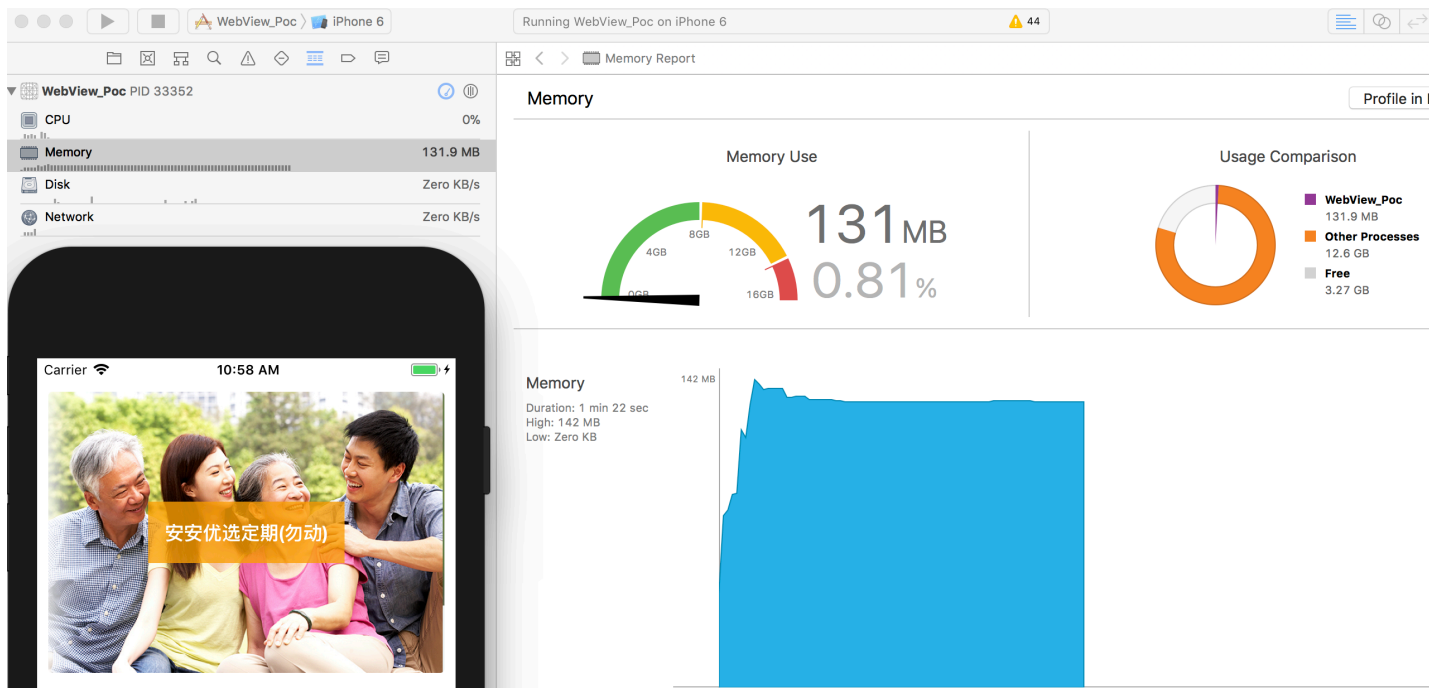 WebView_Poc iPhone 6
Running WebView_Poc on iPhone 6
44
Memory Report
WebView_Poc PID 33352
CPU 0%
Memory 131.9 MB
Disk Zero KB/s
Network Zero KB/s
Memory
Profile in
Memory Use
0GB
4GB
8GB
12GB
16GB
131 MB
0.81%
Usage Comparison
WebView_Poc
131.9 MB
Other Processes
12.6 GB
Free
3.27 GB
Memory
Duration: 1 min 22 sec
High: 142 MB
Low: Zero KB
142 MB
Carrier
10:58 AM
安安优选定期(勿动)